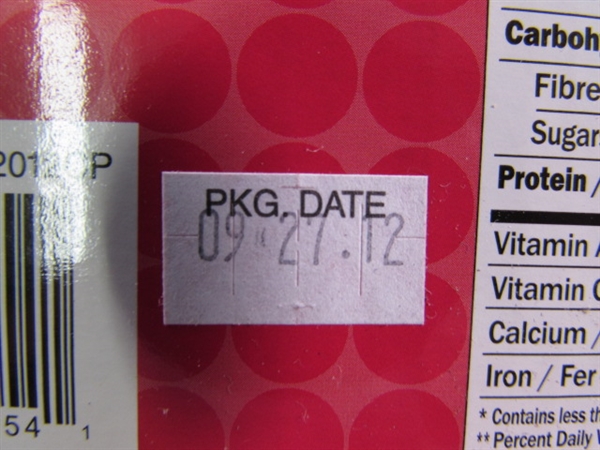 PKG. DATE
09 27.12
Carboh
Fibre
Sugar
Protein /
Vitamin
Vitamin
Calcium /
Iron / Fer
* Contains less
** Percent Daily
54 1